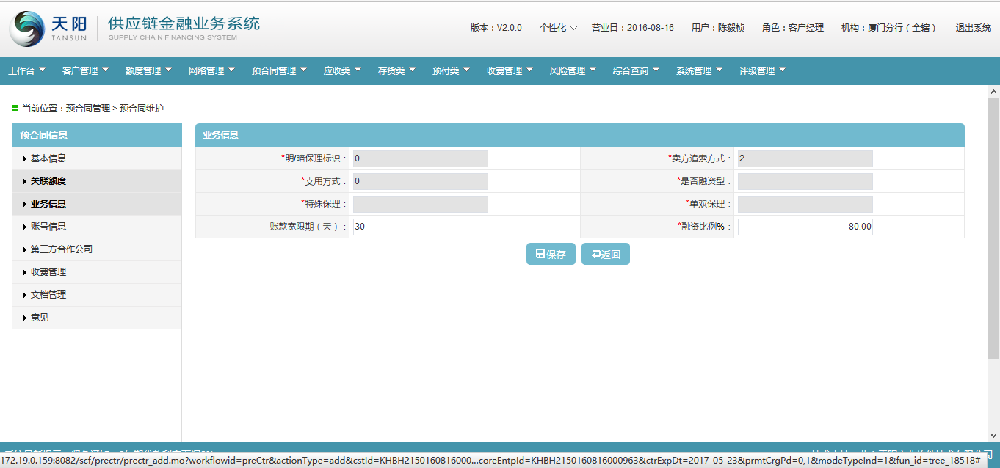 天阳 TANSUN 供应链金融业务系统 SUPPLY CHAIN FINANCING SYSTEM
版本：V2.0.0 个性化 营业日：2016-08-16 用户：陈毅桢 角色：客户经理 机构：厦门分行（全辖） 退出系统
工作台 客户管理 额度管理 网络管理 预合同管理 应收类 存货类 预付类 收费管理 风险管理 综合查询 系统管理 评级管理
当前位置：预合同管理 > 预合同维护
预合同信息
基本信息
关联额度
业务信息
账号信息
第三方合作公司
收费管理
文档管理
意见
业务信息
*明/暗保理标识： 0 *卖方追索方式： 2
*支用方式： 0 *是否融资型：
*特殊保理： *单双保理：
账款宽限期（天）： 30 *融资比例%： 80.00
保存 返回
172.19.0.159:8082/scf/prectr/prectr_add.mo?workflowid=preCtr&actionType=add&cstId=KHBH2150160816000...coreEntpId=KHBH2150160816000963&ctrExpDt=2017-05-23&prmtCrgPd=0,1&modeTypeInd=1&fun_id=tree_18518#